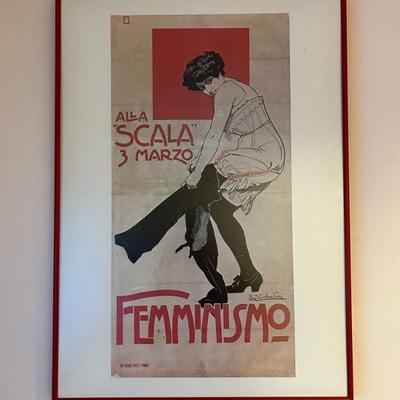 ALLA
"SCALA"
3 MARZO
FEMMINISMO